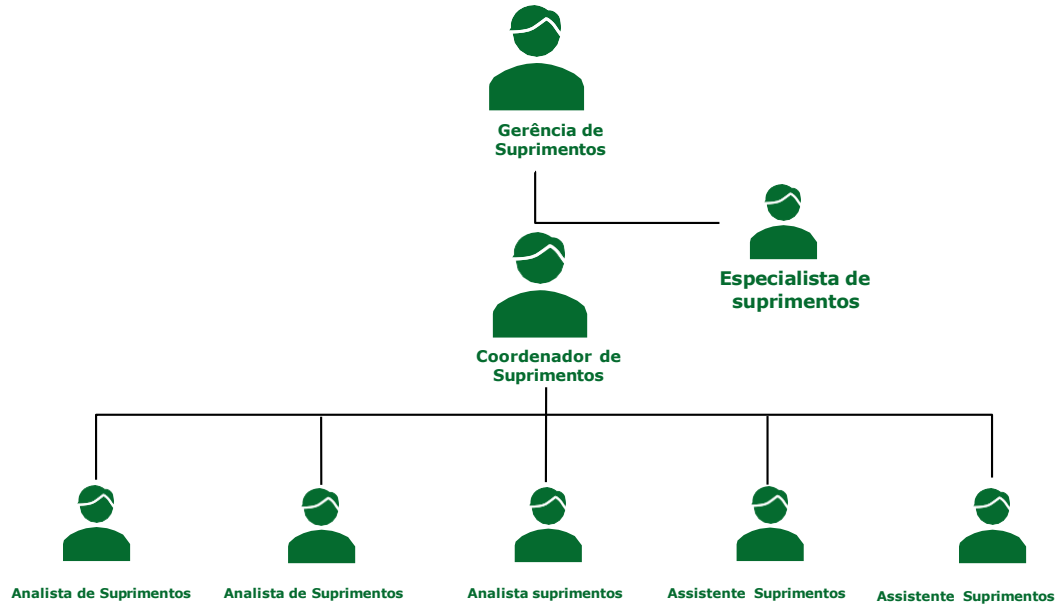 Gerência de
Suprimentos
Especialista de
suprimentos
Coordenador de
Suprimentos
Analista de Suprimentos
Analista de Suprimentos
Analista suprimentos
Assistente Suprimentos
Assistente Suprimentos